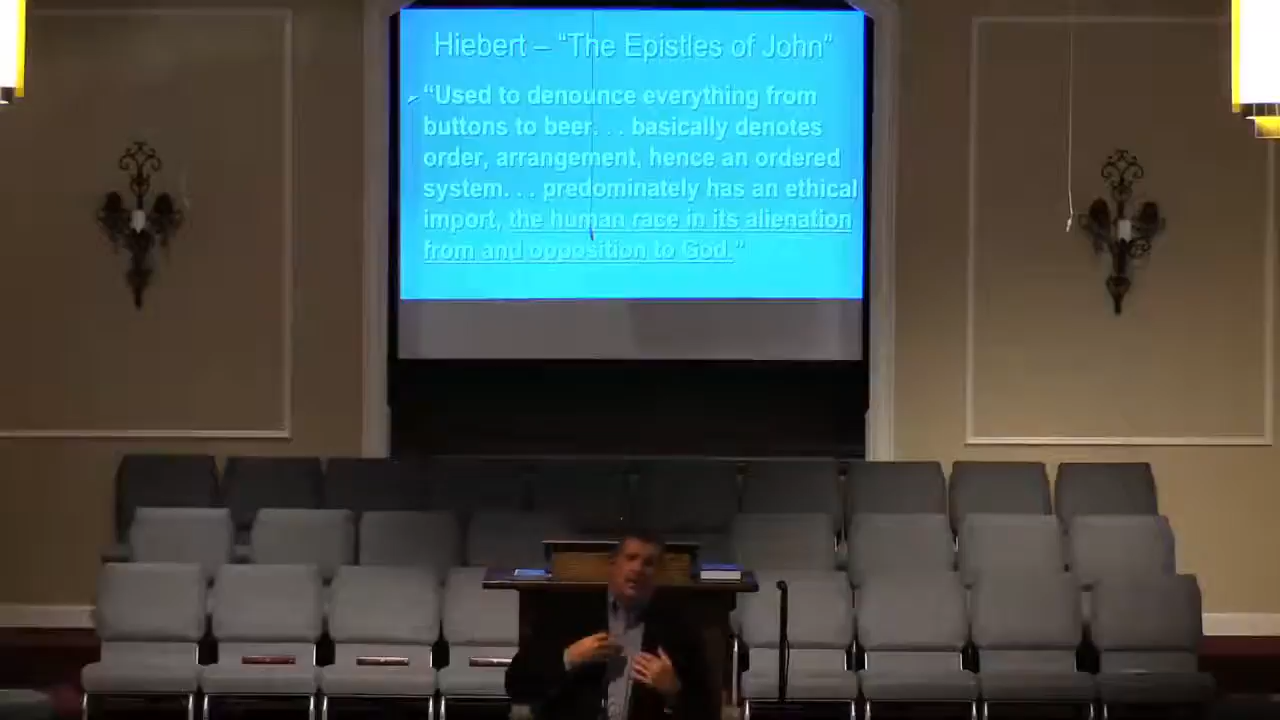 Hiebert – “The Epistles of John”
“Used to denounce everything from
buttons to beer. . . basically denotes
order, arrangement, hence an ordered
system. . . predominately has an ethical
import, the human race in its alienation
from and opposition to God.”